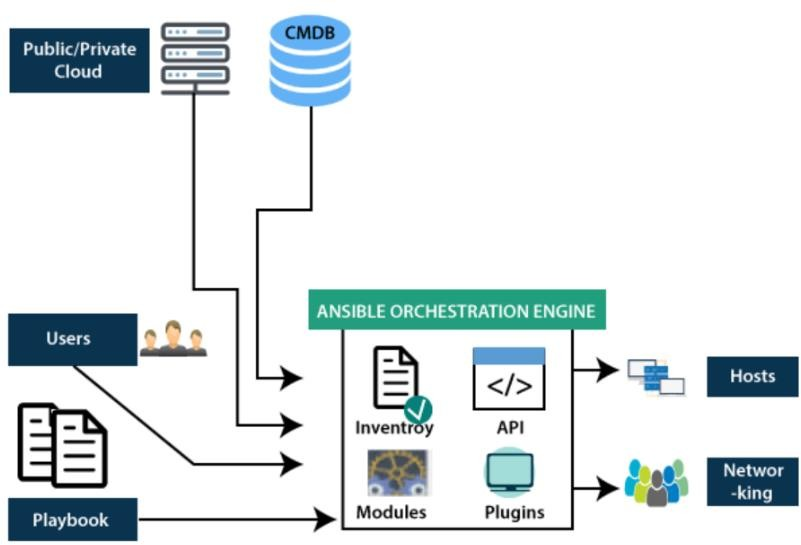 Public/Private
Cloud
CMDB
ANSIBLE ORCHESTRATION ENGINE
Users
Hosts
</>
Inventroy
API
Networ
-king
Modules
Plugins
Playbook